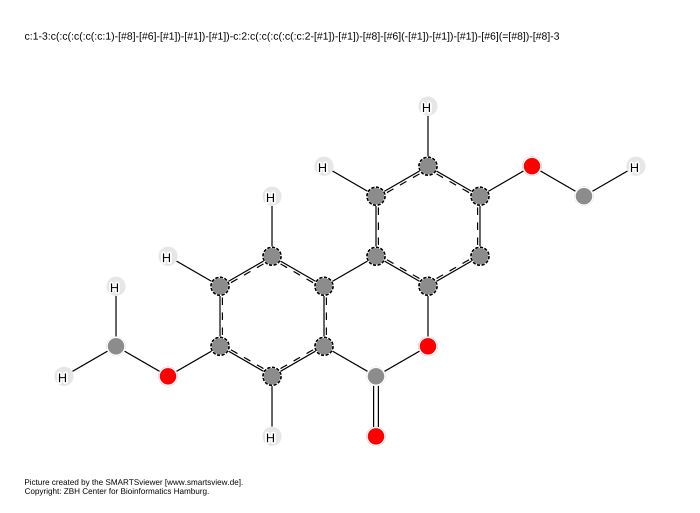 c:1-3:c(:c(:c(:c(:c:1)-[#8]-[#6]-[#1])-[#1])-[#1])-c:2:c(:c(:c(:c(:c:2-[#1])-[#1])-[#8]-[#6](-[#1])-[#1])-[#1])-[#6](=[#8])-[#8]-3
H
H
H
H
H
H
H
H
Picture created by the SMARTSviewer [www.smartsview.de].
Copyright: ZBH Center for Bioinformatics Hamburg.